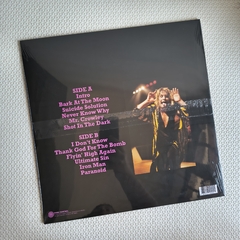 SIDE A
Intro
Bark At The Moon
Suicide Solution
Never Know Why
Mr. Crowley
Shot In The Dark
SIDE B
I Don't Know
Thank God For The Bomb
Flyin' High Again
Ultimate Sin
Iron Man
Paranoid